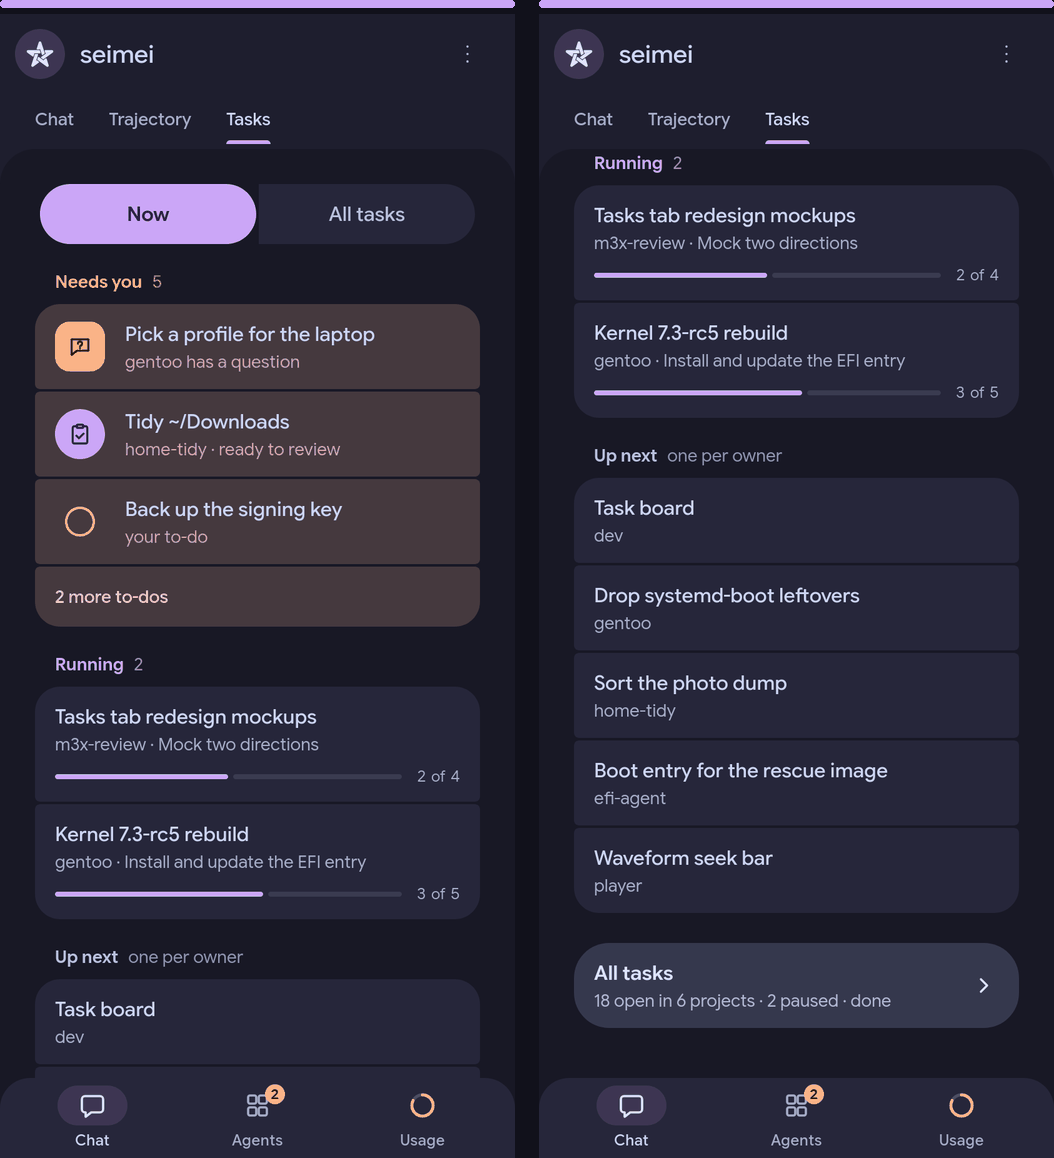 seimei
Chat Trajectory Tasks
Now All tasks
Needs you 5
Pick a profile for the laptop
gentoo has a question
Tidy ~/Downloads
home-tidy · ready to review
Back up the signing key
your to-do
2 more to-dos
Running 2
Tasks tab redesign mockups
m3x-review · Mock two directions
2 of 4
Kernel 7.3-rc5 rebuild
gentoo · Install and update the EFI entry
3 of 5
Up next one per owner
Task board
dev
2
Chat Agents Usage
seimei
Chat Trajectory Tasks
Running 2
Tasks tab redesign mockups
m3x-review · Mock two directions
2 of 4
Kernel 7.3-rc5 rebuild
gentoo · Install and update the EFI entry
3 of 5
Up next one per owner
Task board
dev
Drop systemd-boot leftovers
gentoo
Sort the photo dump
home-tidy
Boot entry for the rescue image
efi-agent
Waveform seek bar
player
All tasks
18 open in 6 projects · 2 paused · done
2
Chat Agents Usage